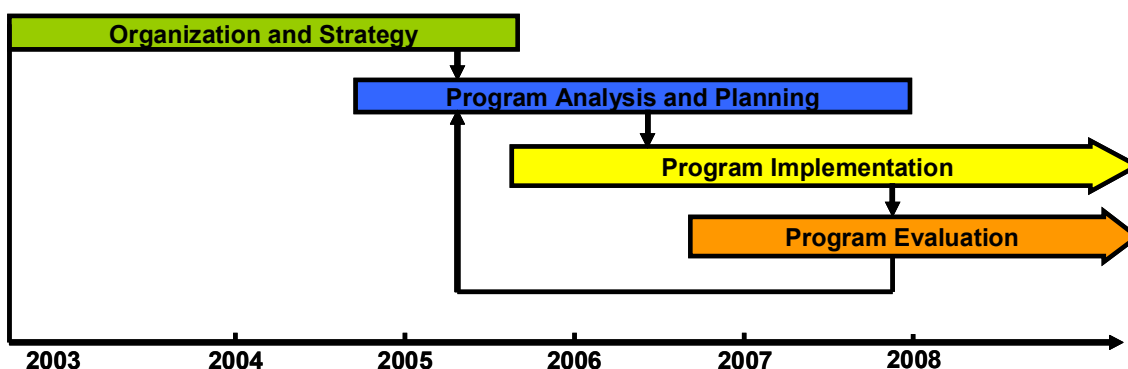 Organization and Strategy
Program Analysis and Planning
Program Implementation
Program Evaluation
2003 2004 2005 2006 2007 2008